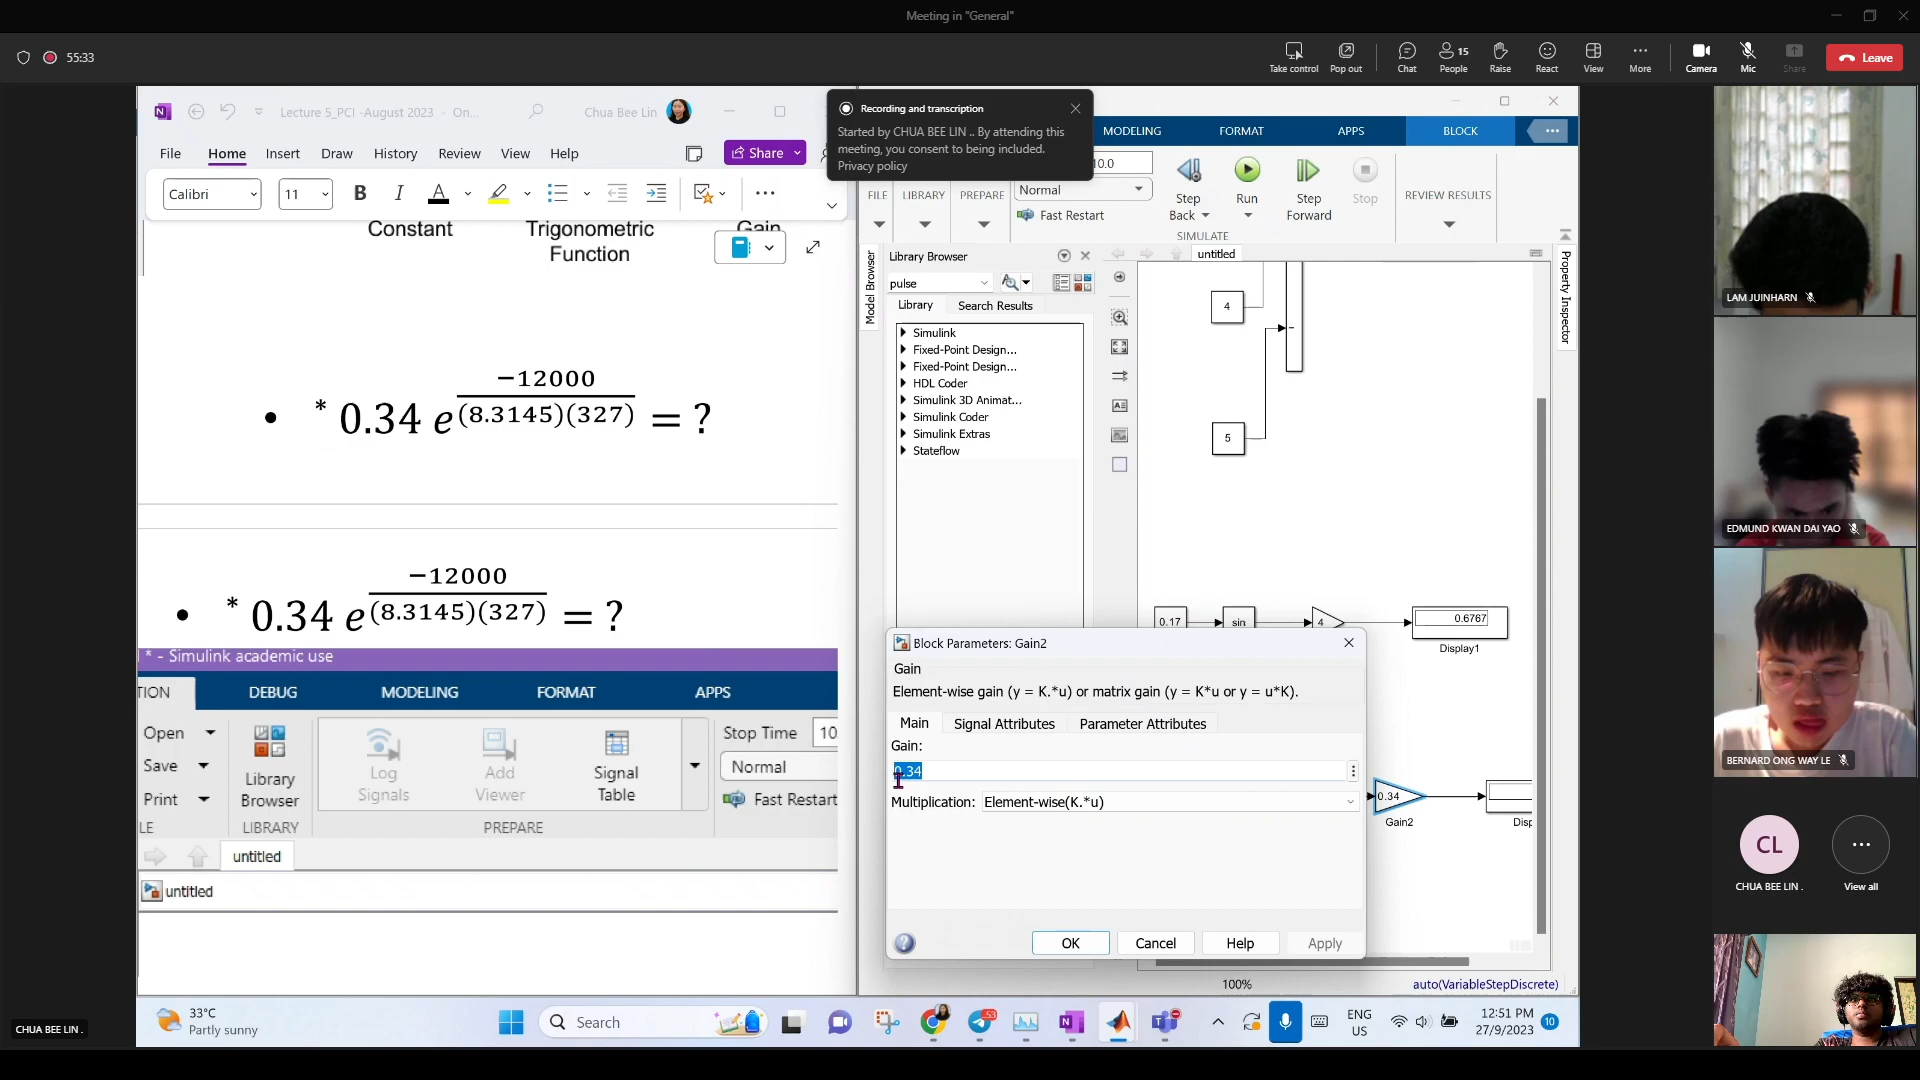 Meeting in "General"
55:33
Take control
Pop out
Chat
15
People
Raise
React
View
More
Camera
Mic
Share
Leave
Lecture 5_PCI -August 2023 - On...
Chua Bee Lin
Recording and transcription
Started by CHUA BEE LIN .. By attending this
meeting, you consent to being included.
Privacy policy
File Home Insert Draw History Review View Help
Share
Calibri
11
B I A
Constant
Trigonometric
Function
Gain
• * 0.34 e^(−12000/((8.3145)(327))) = ?
• * 0.34 e^(−12000/((8.3145)(327))) = ?
* - Simulink academic use
TION DEBUG MODELING FORMAT APPS
Open
Save
Print
LE
Library
Browser
LIBRARY
Log
Signals
Add
Viewer
Signal
Table
PREPARE
Stop Time 10
Normal
Fast Restart
untitled
untitled
MODELING FORMAT APPS BLOCK
FILE
LIBRARY
PREPARE
10.0
Normal
Fast Restart
Step
Back
Run
Step
Forward
Stop
SIMULATE
REVIEW RESULTS
Model Browser
Library Browser
pulse
Library Search Results
Simulink
Fixed-Point Design...
Fixed-Point Design...
HDL Coder
Simulink 3D Animat...
Simulink Coder
Simulink Extras
Stateflow
untitled
Property Inspector
4
5
0.17
sin
4
0.6767
Display1
Block Parameters: Gain2
Gain
Element-wise gain (y = K.*u) or matrix gain (y = K*u or y = u*K).
Main Signal Attributes Parameter Attributes
Gain:
0.34
Multiplication: Element-wise(K.*u)
OK Cancel Help Apply
0.34
Gain2
Disp
100%
auto(VariableStepDiscrete)
LAM JUINHARN
EDMUND KWAN DAI YAO
BERNARD ONG WAY LE
CL
CHUA BEE LIN .
View all
CHUA BEE LIN .
33°C
Partly sunny
Search
53
ENG
US
12:51 PM
27/9/2023
10